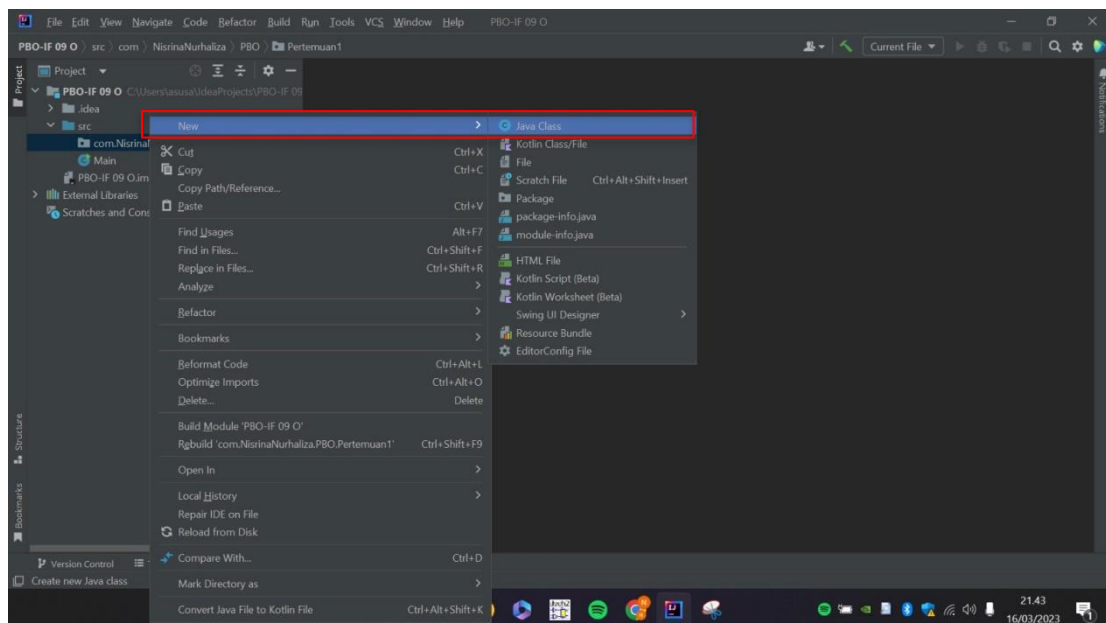 File Edit View Navigate Code Refactor Build Run Tools VCS Window Help PBO-IF 09 O
PBO-IF 09 O src com NisrinaNurhaliza PBO Pertemuan1
Current File
Project
Project
Notifications
PBO-IF 09 O C:\Users\asusa\IdeaProjects\PBO-IF 09
.idea
src
com.Nisrinal
Main
PBO-IF 09 O.im
External Libraries
Scratches and Cons
New
Cut Ctrl+X
Copy Ctrl+C
Copy Path/Reference...
Paste Ctrl+V
Find Usages Alt+F7
Find in Files... Ctrl+Shift+F
Replace in Files... Ctrl+Shift+R
Analyze
Refactor
Bookmarks
Reformat Code Ctrl+Alt+L
Optimize Imports Ctrl+Alt+O
Delete... Delete
Build Module 'PBO-IF 09 O'
Rebuild 'com.NisrinaNurhaliza.PBO.Pertemuan1' Ctrl+Shift+F9
Open In
Local History
Repair IDE on File
Reload from Disk
Compare With... Ctrl+D
Mark Directory as
Convert Java File to Kotlin File Ctrl+Alt+Shift+K
Java Class
Kotlin Class/File
File
Scratch File Ctrl+Alt+Shift+Insert
Package
package-info.java
module-info.java
HTML File
Kotlin Script (Beta)
Kotlin Worksheet (Beta)
Swing UI Designer
Resource Bundle
EditorConfig File
Structure
Bookmarks
Version Control
Create new Java class
21.43
16/03/2023